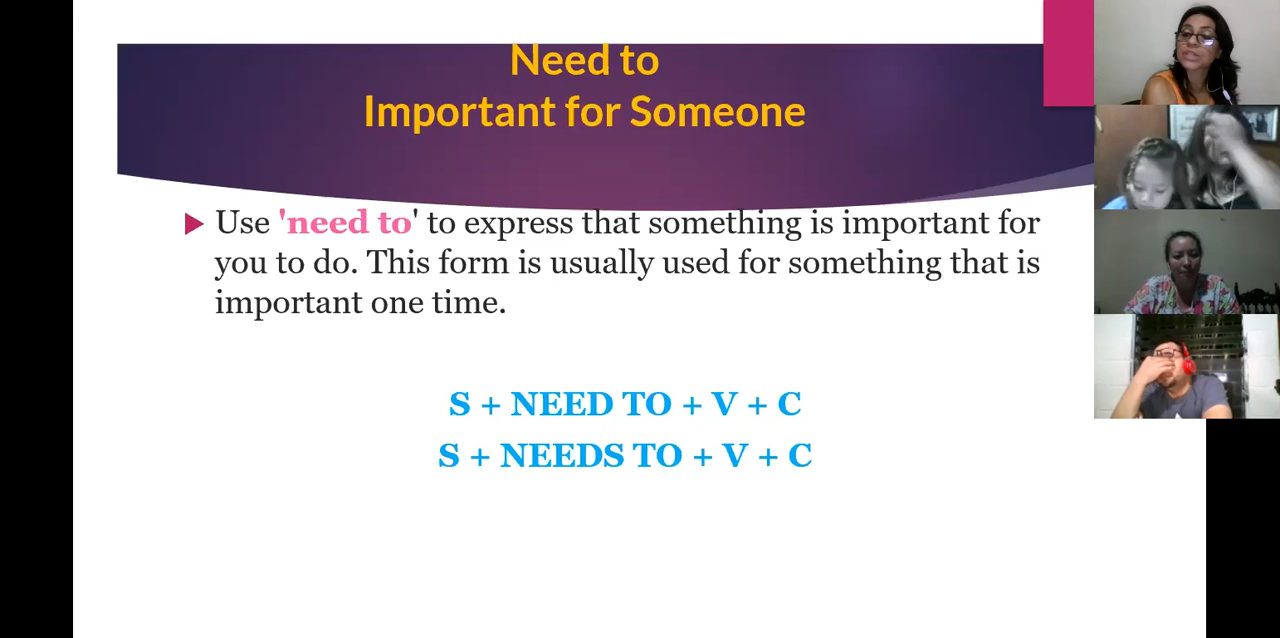 Need to
Important for Someone
Use 'need to' to express that something is important for
you to do. This form is usually used for something that is
important one time.
S + NEED TO + V + C
S + NEEDS TO + V + C